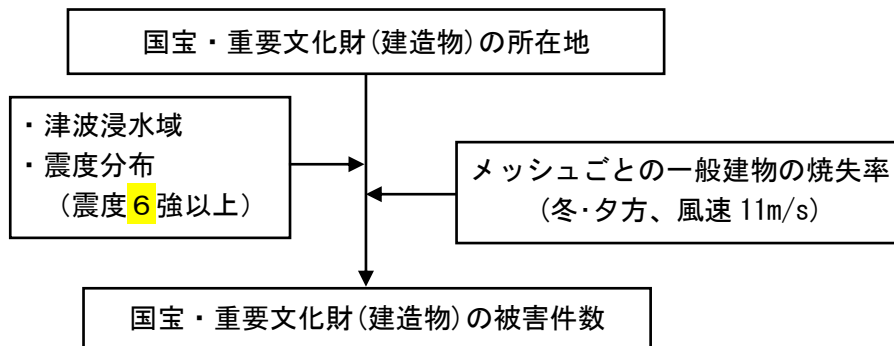 国宝・重要文化財(建造物)の所在地
・津波浸水域
・震度分布
（震度６強以上）
メッシュごとの一般建物の焼失率
（冬・夕方、風速 11m/s）
国宝・重要文化財(建造物)の被害件数